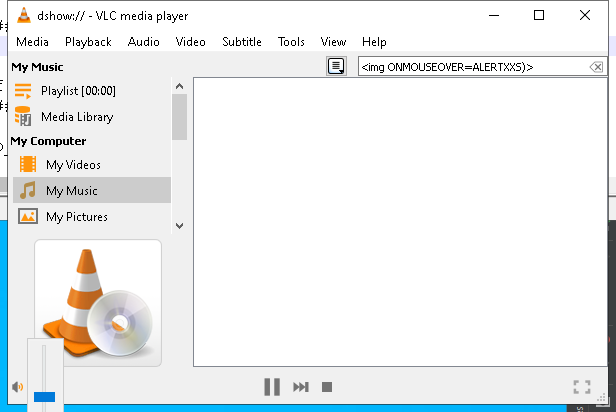 dshow:// - VLC media player
Media Playback Audio Video Subtitle Tools View Help
My Music
<img ONMOUSEOVER=ALERTXXS)>
Playlist [00:00]
Media Library
My Computer
My Videos
My Music
My Pictures